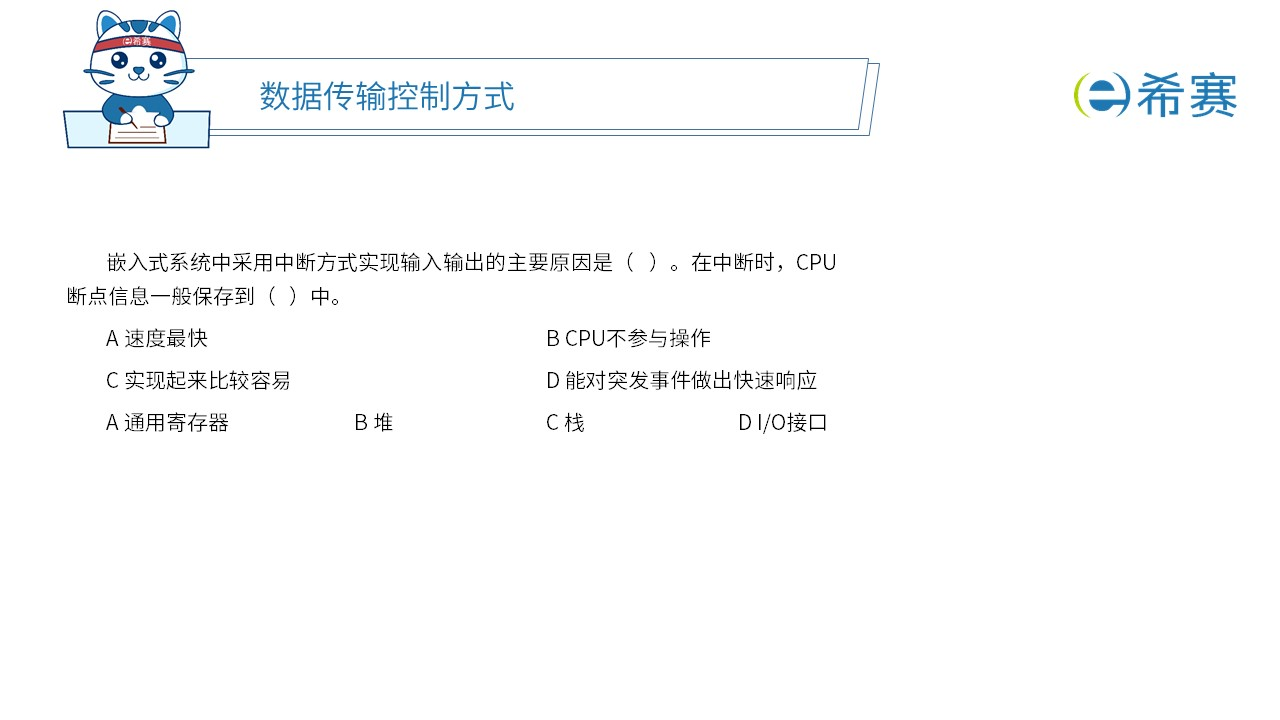 希赛
数据传输控制方式
希赛
嵌入式系统中采用中断方式实现输入输出的主要原因是（ ）。在中断时，CPU
断点信息一般保存到（ ）中。
A 速度最快 B CPU不参与操作
C 实现起来比较容易 D 能对突发事件做出快速响应
A 通用寄存器 B 堆 C 栈 D I/O接口